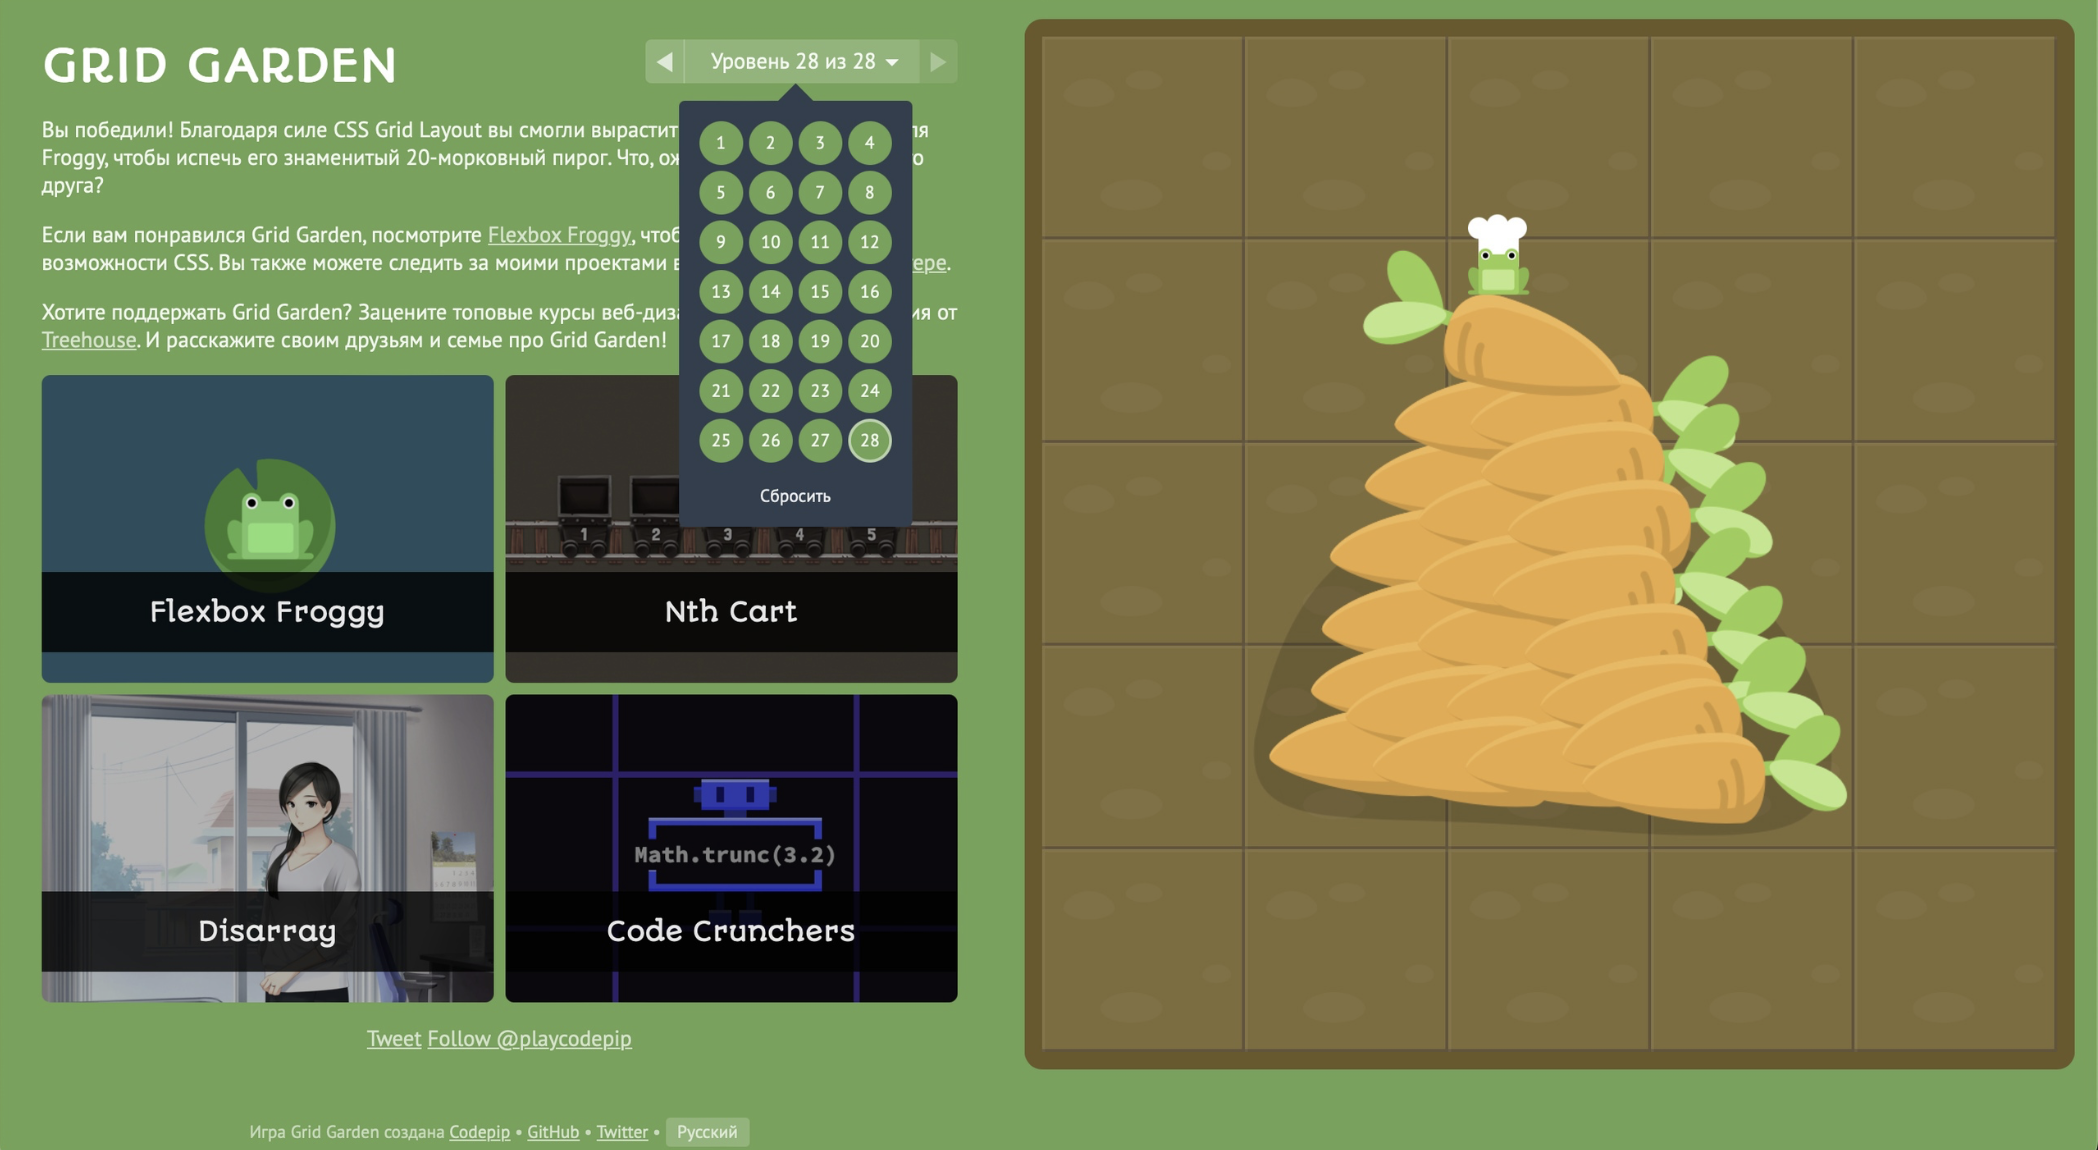 GRID GARDEN
Уровень 28 из 28
Вы победили! Благодаря силе CSS Grid Layout вы смогли вырастит ля
Froggy, чтобы испечь его знаменитый 20-морковный пирог. Что, ож о
друга?
Если вам понравился Grid Garden, посмотрите Flexbox Froggy, чтоб
возможности CSS. Вы также можете следить за моими проектами в ере.
Хотите поддержать Grid Garden? Зацените топовые курсы веб-диза ия от
Treehouse. И расскажите своим друзьям и семье про Grid Garden!
1 2 3 4
5 6 7 8
9 10 11 12
13 14 15 16
17 18 19 20
21 22 23 24
25 26 27 28
Сбросить
Flexbox Froggy
1 2 3 4 5
Nth Cart
Disarray
Math.trunc(3.2)
Code Crunchers
Tweet Follow @playcodepip
Игра Grid Garden создана Codepip • GitHub • Twitter • Русский